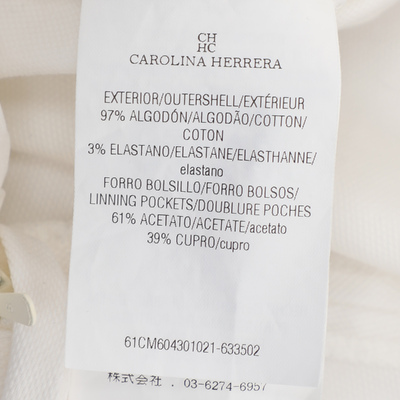 CH
HC
CAROLINA HERRERA
EXTERIOR/OUTERSHELL/EXTÉRIEUR
97% ALGODÓN/ALGODÃO/COTTON/
COTON
3% ELASTANO/ELASTANE/ELASTHANNE/
elastano
FORRO BOLSILLO/FORRO BOLSOS/
LINNING POCKETS/DOUBLURE POCHES
61% ACETATO/ACETATE/acetato
39% CUPRO/cupro
61CM604301021-633502
株式会社 . 03-6274-6957